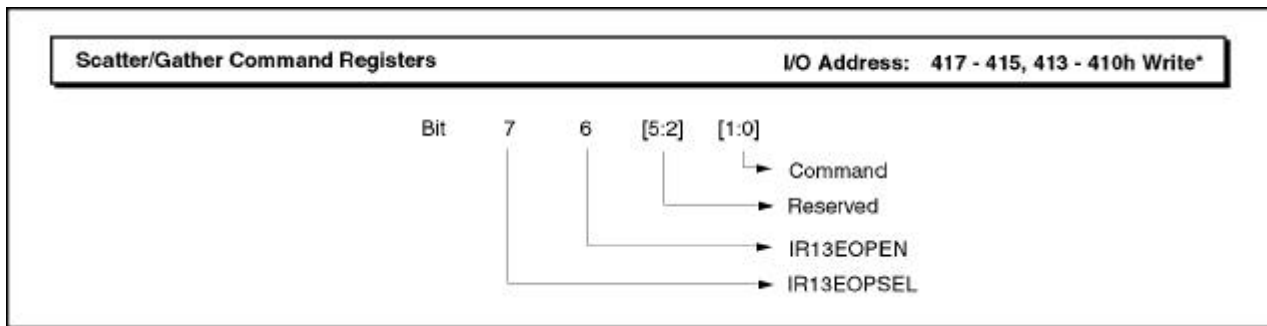 Scatter/Gather Command Registers I/O Address: 417 - 415, 413 - 410h Write*
Bit 7 6 [5:2] [1:0]
Command
Reserved
IR13EOPEN
IR13EOPSEL